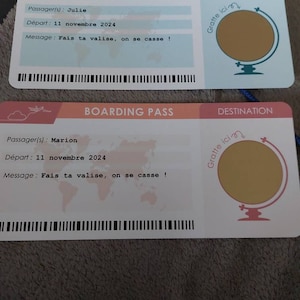 Passager(s) : Julie
Départ : 11 novembre 2024
Message : Fais ta valise, on se casse !
Gratte ici
BOARDING PASS
DESTINATION
Passager(s) : Marion
Départ : 11 novembre 2024
Message : Fais ta valise, on se casse !
Gratte ici